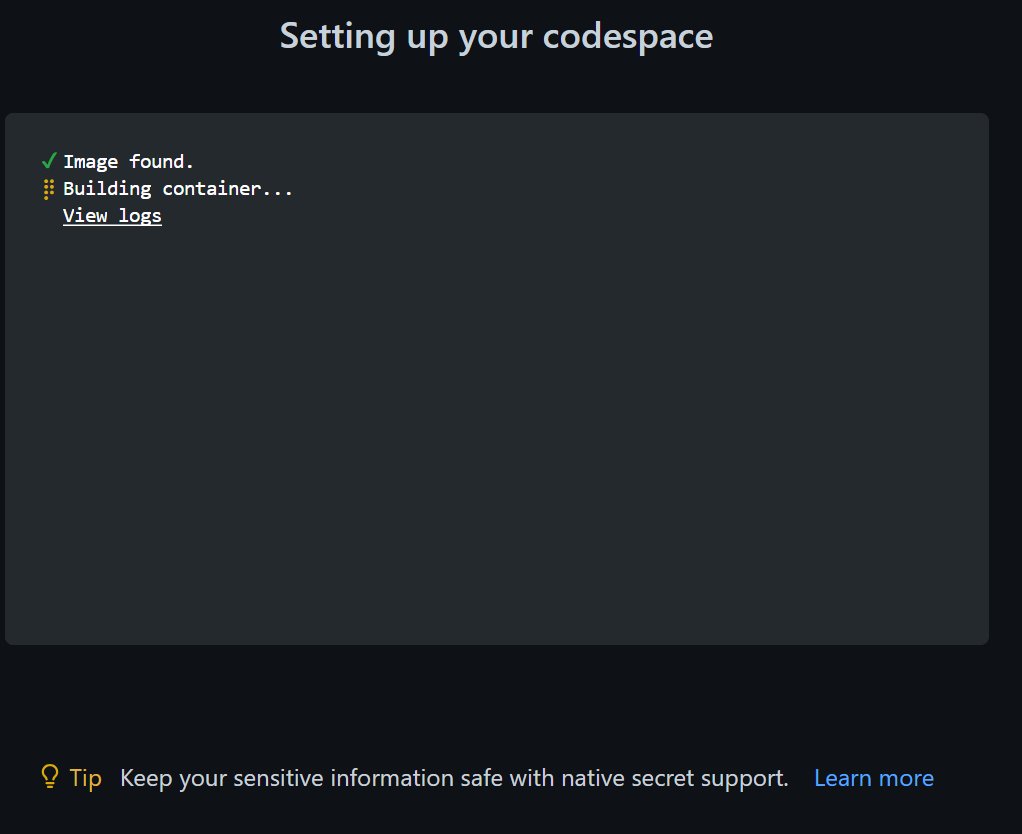 Setting up your codespace
✓ Image found.
Building container...
View logs
Tip Keep your sensitive information safe with native secret support. Learn more